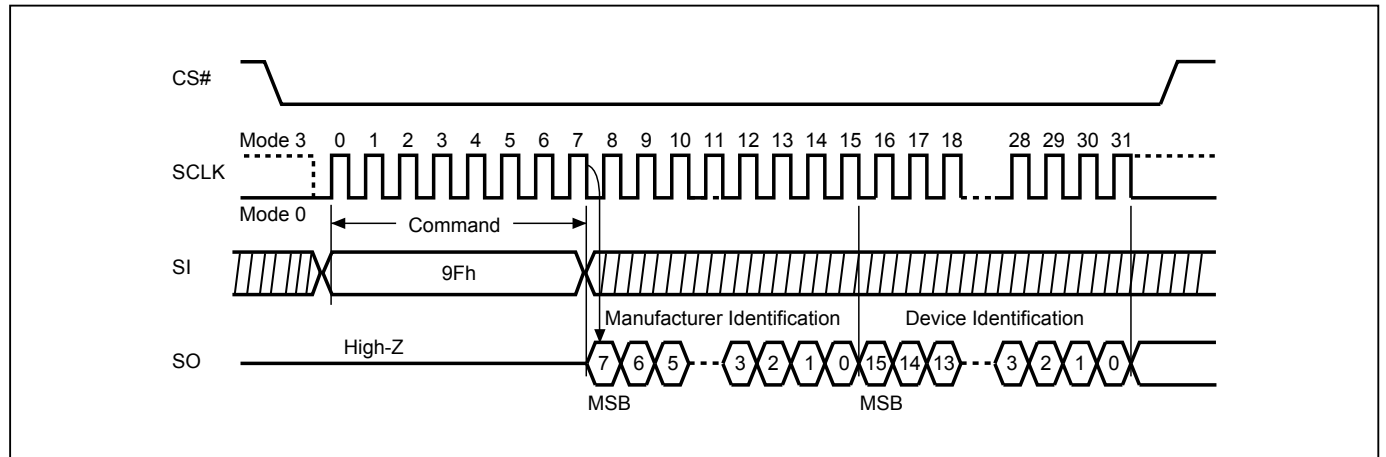 CS#
Mode 3 0 1 2 3 4 5 6 7 8 9 10 11 12 13 14 15 16 17 18 28 29 30 31
SCLK
Mode 0
Command
SI
9Fh
Manufacturer Identification Device Identification
High-Z
SO
7 6 5 3 2 1 0 15 14 13 3 2 1 0
MSB MSB